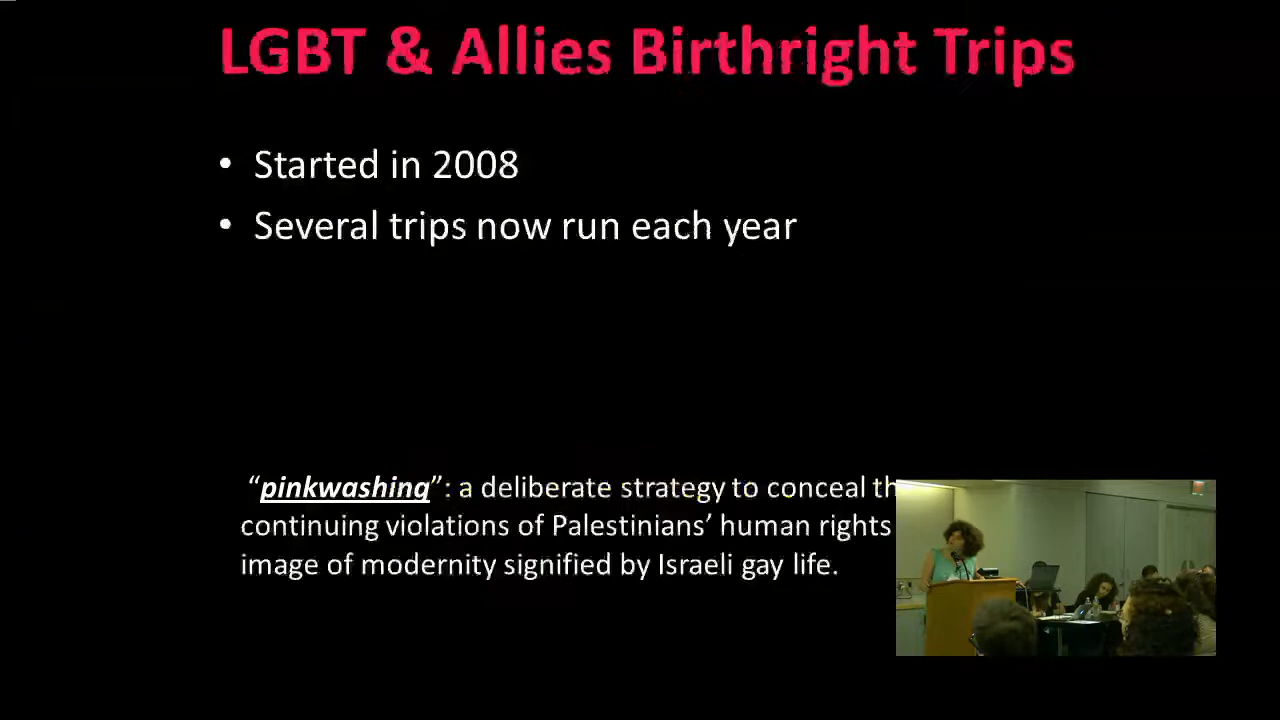 LGBT & Allies Birthright Trips
• Started in 2008
• Several trips now run each year
“pinkwashing”: a deliberate strategy to conceal
continuing violations of Palestinians’ human rights
image of modernity signified by Israeli gay life.